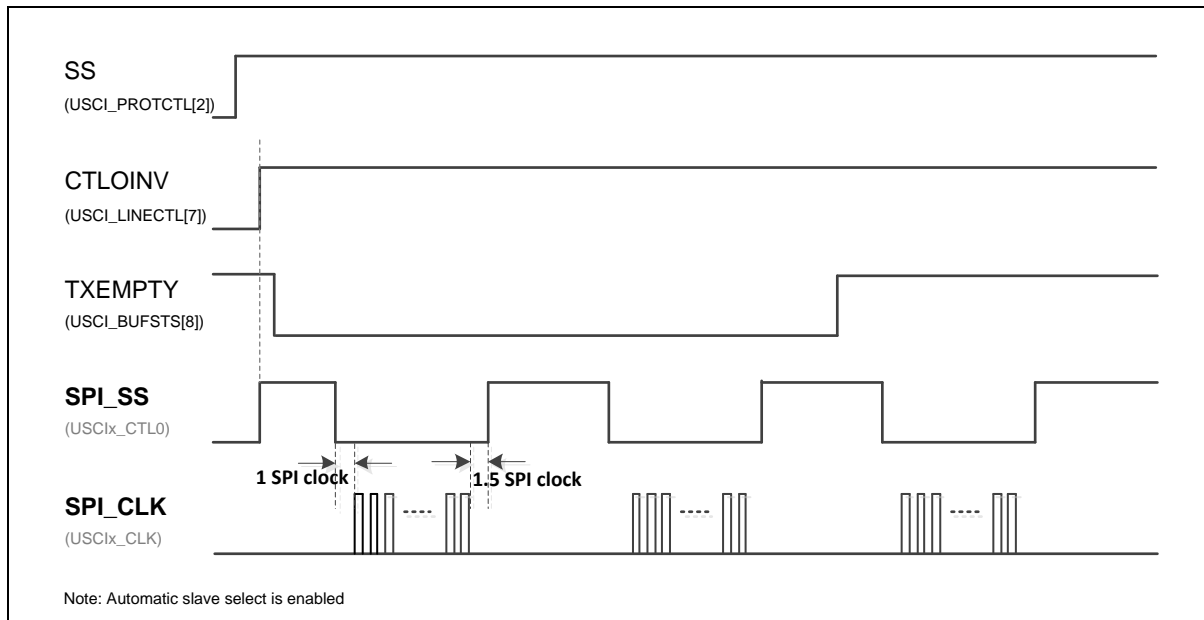 SS
(USCI_PROTCTL[2])
CTLOINV
(USCI_LINECTL[7])
TXEMPTY
(USCI_BUFSTS[8])
SPI_SS
(USCIx_CTL0)
1 SPI clock
1.5 SPI clock
SPI_CLK
(USCIx_CLK)
Note: Automatic slave select is enabled